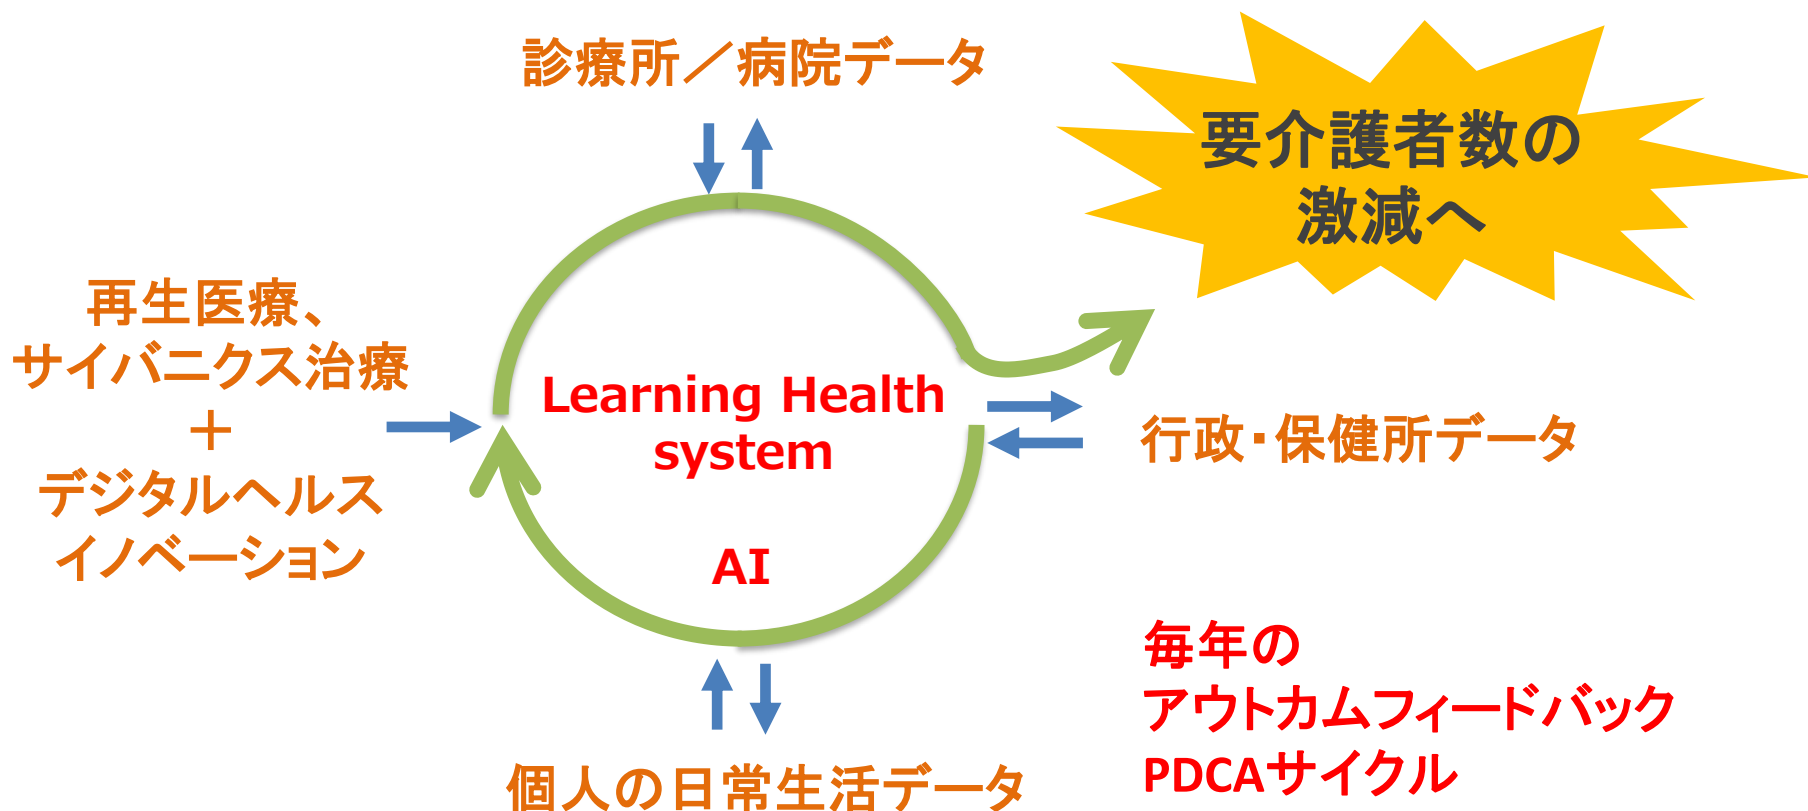 診療所／病院データ
要介護者数の
激減へ
再生医療、
サイバニクス治療
＋
デジタルヘルス
イノベーション
Learning Health
system
AI
行政・保健所データ
毎年の
アウトカムフィードバック
PDCAサイクル
個人の日常生活データ